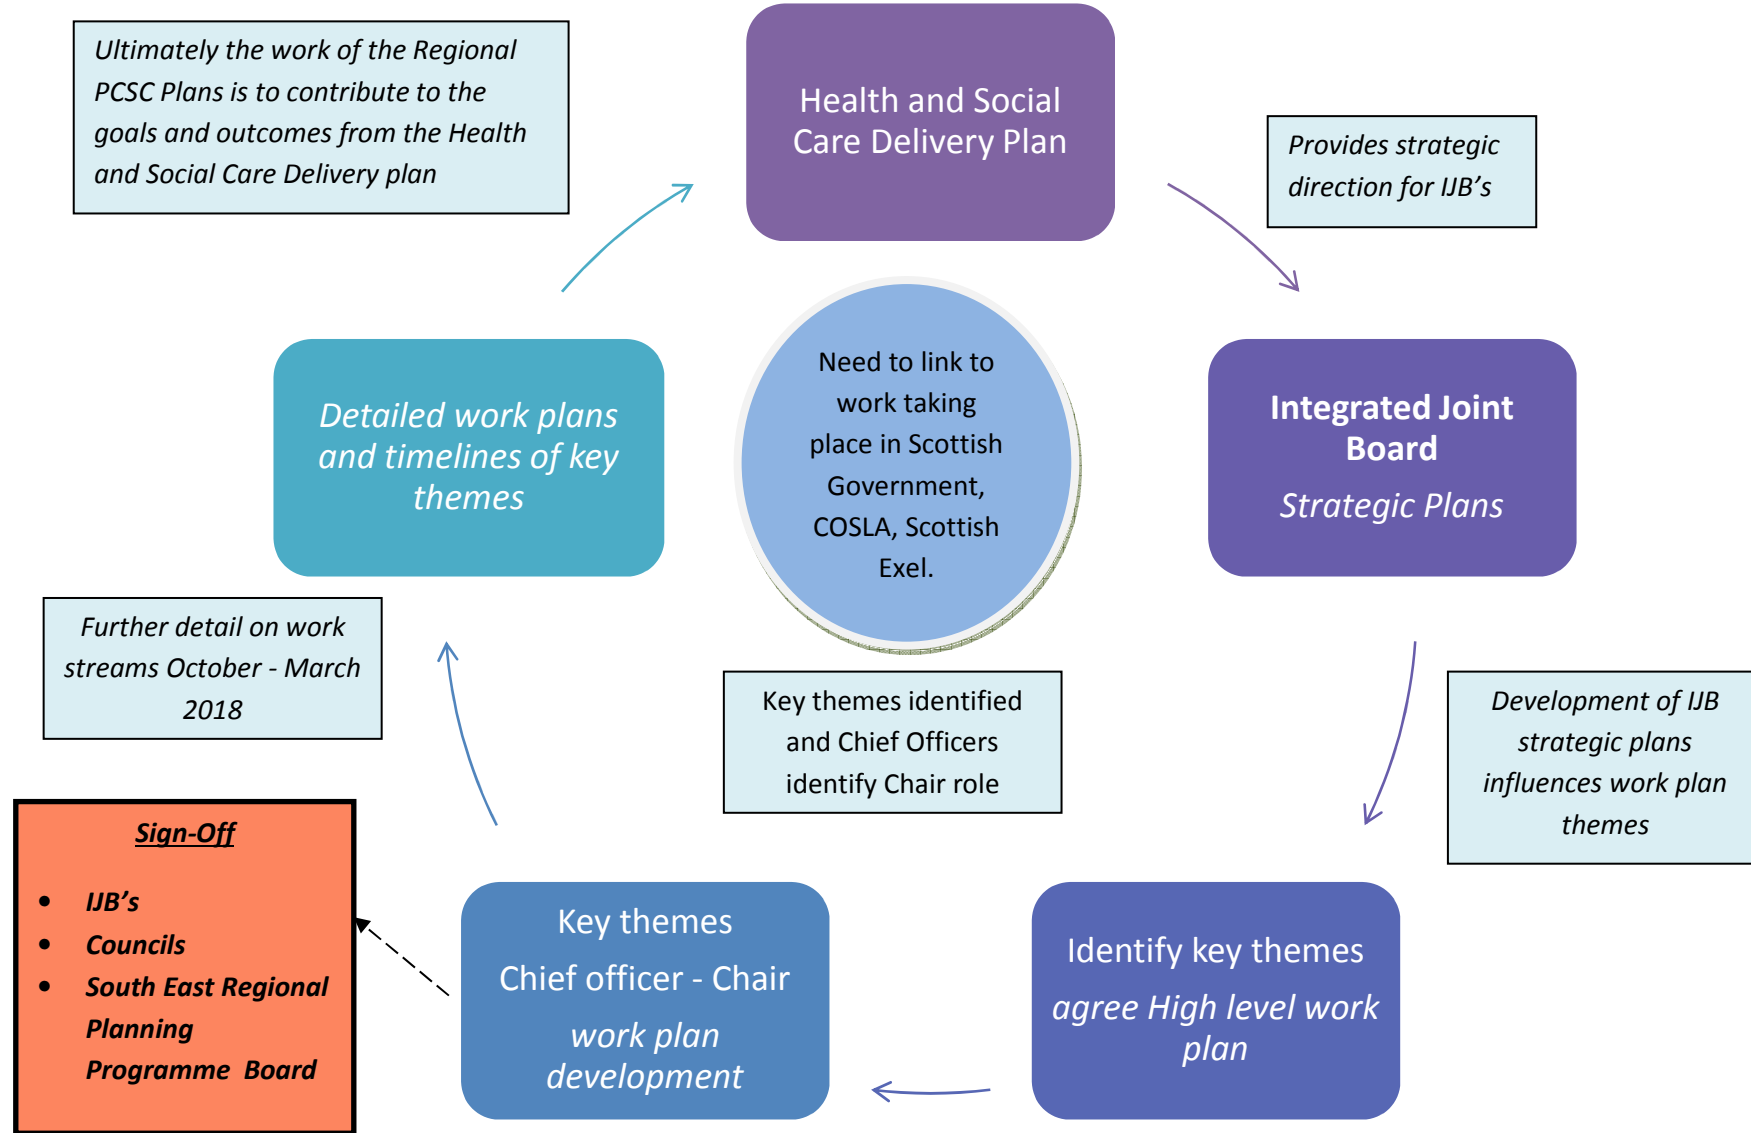 Ultimately the work of the Regional
PCSC Plans is to contribute to the
goals and outcomes from the Health
and Social Care Delivery plan
Health and Social
Care Delivery Plan
Provides strategic
direction for IJB’s
Need to link to
work taking
place in Scottish
Government,
COSLA, Scottish
Exel.
Detailed work plans
and timelines of key
themes
Integrated Joint
Board
Strategic Plans
Further detail on work
streams October - March
2018
Key themes identified
and Chief Officers
identify Chair role
Development of IJB
strategic plans
influences work plan
themes
Sign-Off
• IJB’s
• Councils
• South East Regional
Planning
Programme Board
Key themes
Chief officer - Chair
work plan
development
Identify key themes
agree High level work
plan